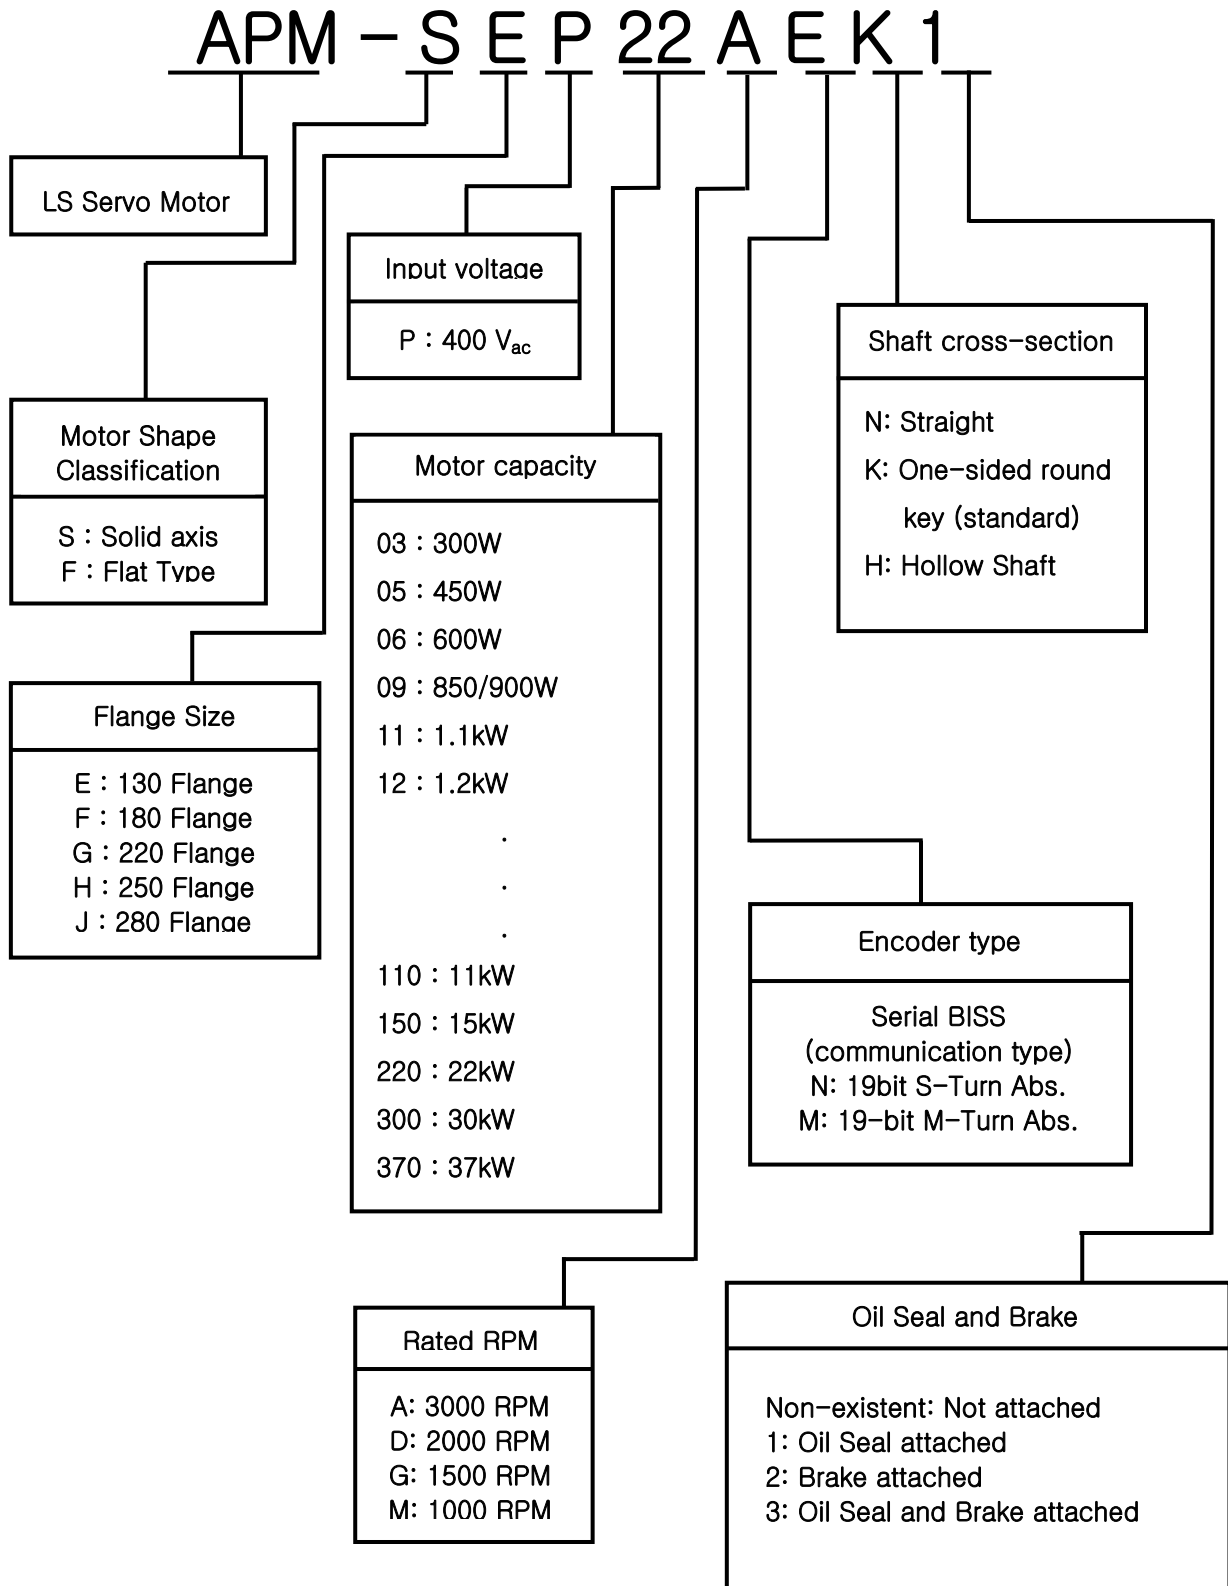 APM - S E P 22 A E K 1
LS Servo Motor
Input voltage
P : 400 Vac
Shaft cross-section
N: Straight
K: One-sided round
key (standard)
H: Hollow Shaft
Motor Shape
Classification
S : Solid axis
F : Flat Type
Motor capacity
03 : 300W
05 : 450W
06 : 600W
09 : 850/900W
11 : 1.1kW
12 : 1.2kW
.
.
.
110 : 11kW
150 : 15kW
220 : 22kW
300 : 30kW
370 : 37kW
Flange Size
E : 130 Flange
F : 180 Flange
G : 220 Flange
H : 250 Flange
J : 280 Flange
Encoder type
Serial BISS
(communication type)
N: 19bit S-Turn Abs.
M: 19-bit M-Turn Abs.
Rated RPM
A: 3000 RPM
D: 2000 RPM
G: 1500 RPM
M: 1000 RPM
Oil Seal and Brake
Non-existent: Not attached
1: Oil Seal attached
2: Brake attached
3: Oil Seal and Brake attached